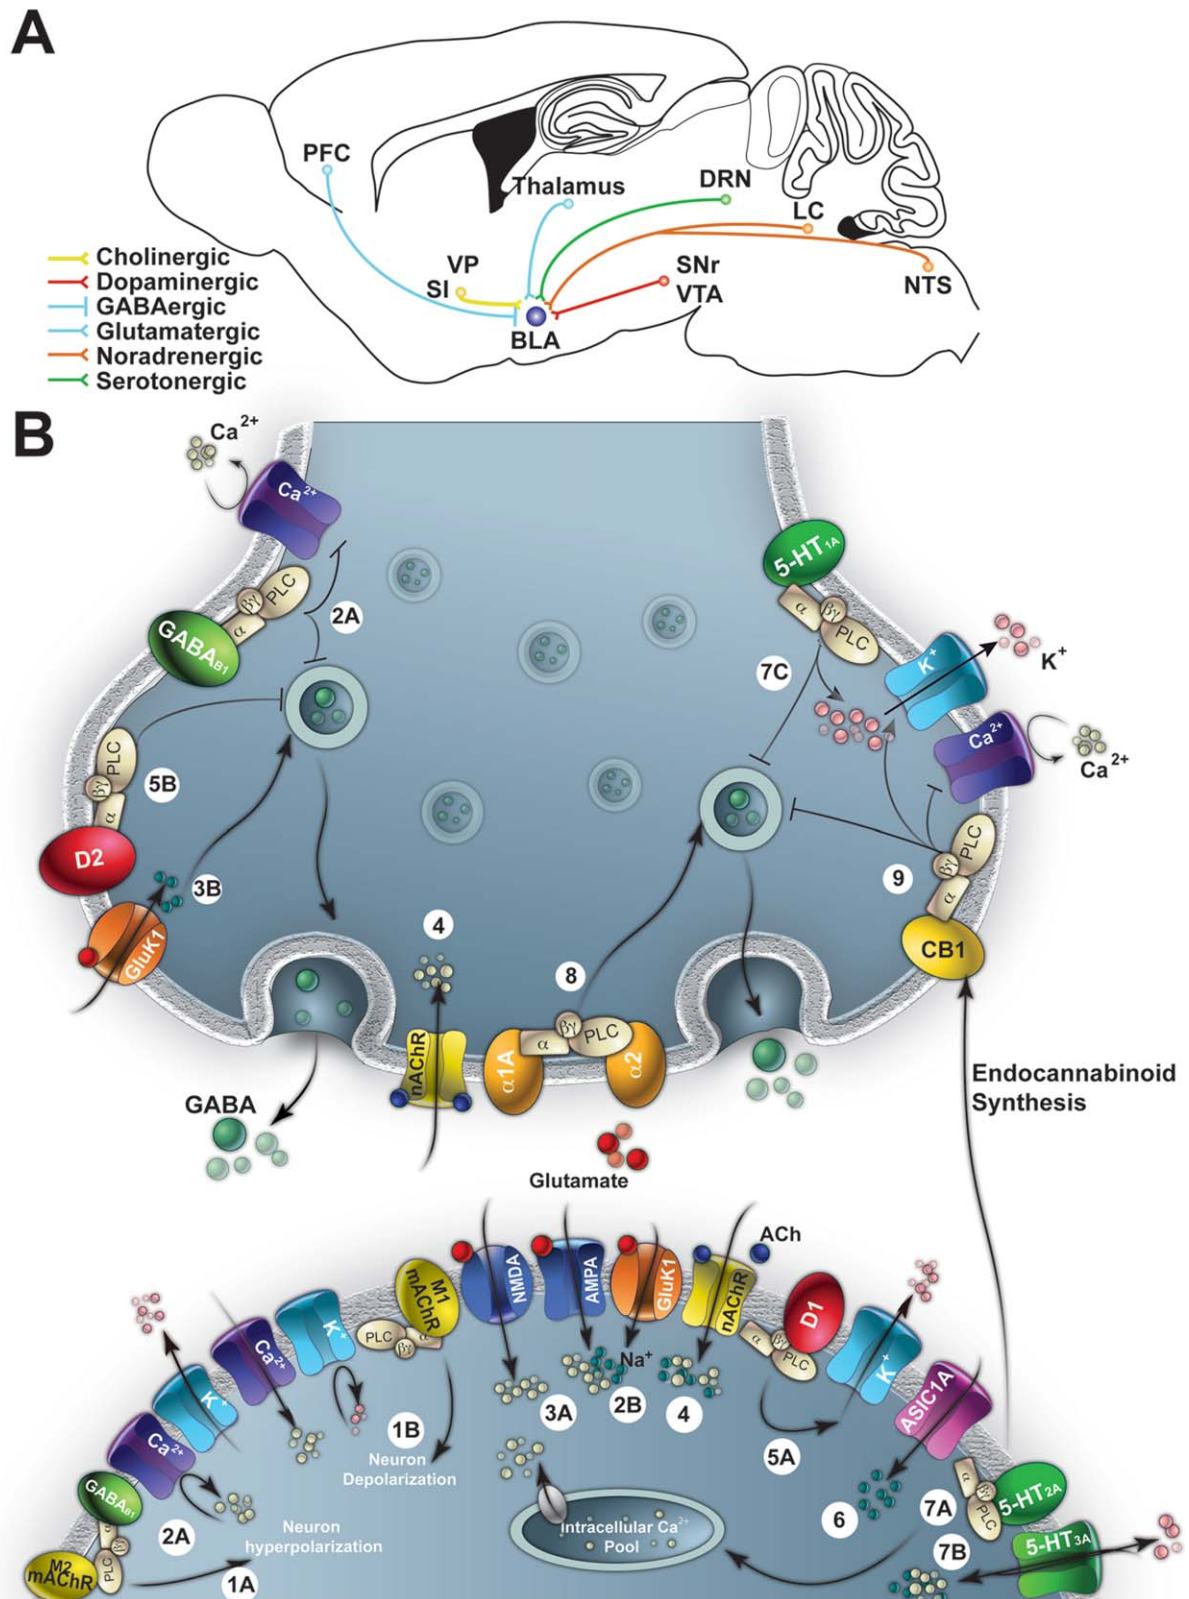 A
PFC
Thalamus
DRN
LC
VP
SI
SNr
VTA
NTS
BLA
Cholinergic
Dopaminergic
GABAergic
Glutamatergic
Noradrenergic
Serotonergic
B
Ca2+
Ca2+
PLC
βγ
α
GABAB1
2A
5-HT1A
α
βγ
PLC
7C
K+
K+
Ca2+
Ca2+
PLC
βγ
α
5B
D2
3B
GluK1
PLC
βγ
α
9
CB1
4
nAChR
8
α1A
α
βγ
PLC
α2
GABA
Glutamate
Endocannabinoid
Synthesis
ACh
NMDA
AMPA
GluK1
nAChR
M1
mAChR
PLC
βγ
α
D1
α
βγ
PLC
K+
Ca2+
K+
K+
Ca2+
ASIC1A
Na+
3A
2B
4
1B
Neuron
Depolarization
5A
GABAB1
α
βγ
PLC
2A
Neuron
hyperpolarization
M2
mAChR
1A
Intracellular Ca2+
Pool
6
7A
α
βγ
PLC
5-HT2A
7B
5-HT3A